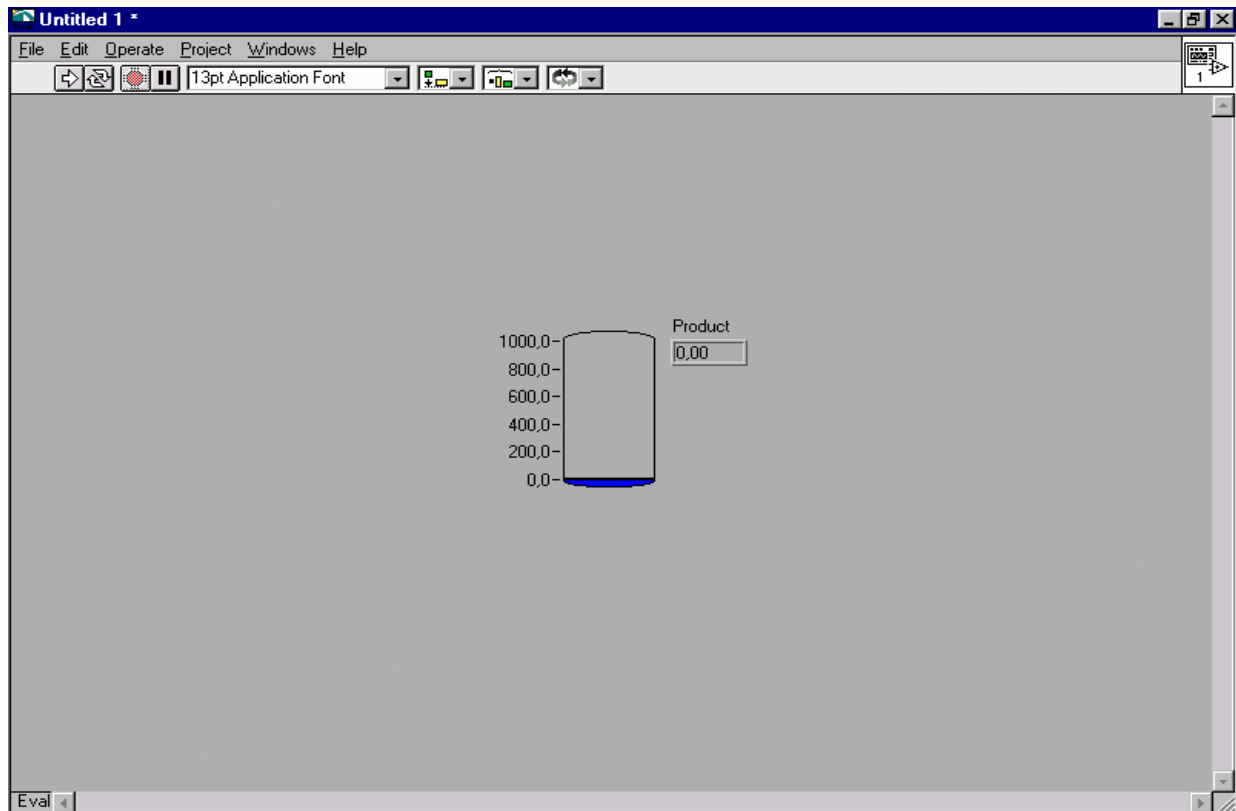 Untitled 1 *
File Edit Operate Project Windows Help
13pt Application Font
1
Product
1000,0
0,00
800,0
600,0
400,0
200,0
0,0
Eval